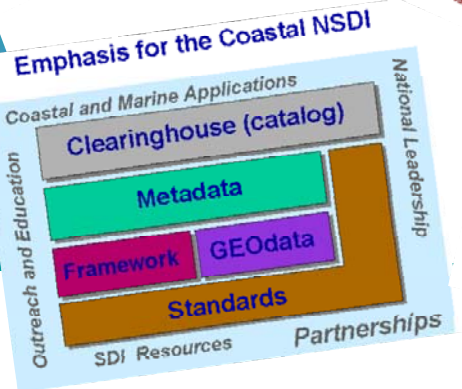 Emphasis for the Coastal NSDI
Coastal and Marine Applications
National Leadership
Clearinghouse (catalog)
Metadata
Outreach and Education
Framework
GEOdata
Standards
SDI Resources
Partnerships